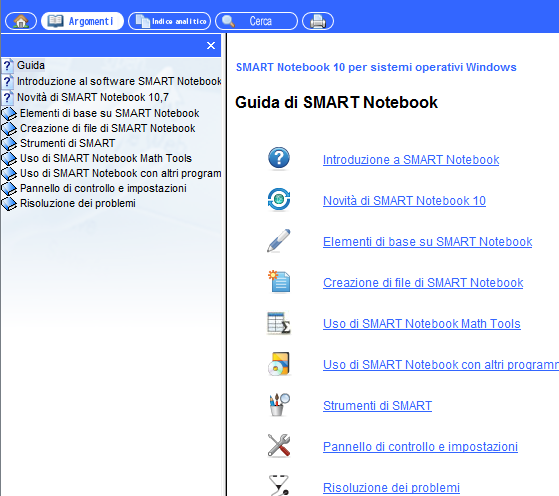 Argomenti
Indice analitico
Cerca
Guida
Introduzione al software SMART Notebook
Novità di SMART Notebook 10,7
Elementi di base su SMART Notebook
Creazione di file di SMART Notebook
Strumenti di SMART
Uso di SMART Notebook Math Tools
Uso di SMART Notebook con altri program
Pannello di controllo e impostazioni
Risoluzione dei problemi
SMART Notebook 10 per sistemi operativi Windows
Guida di SMART Notebook
Introduzione a SMART Notebook
Novità di SMART Notebook 10
Elementi di base su SMART Notebook
Creazione di file di SMART Notebook
Uso di SMART Notebook Math Tools
Uso di SMART Notebook con altri programm
Strumenti di SMART
Pannello di controllo e impostazioni
Risoluzione dei problemi